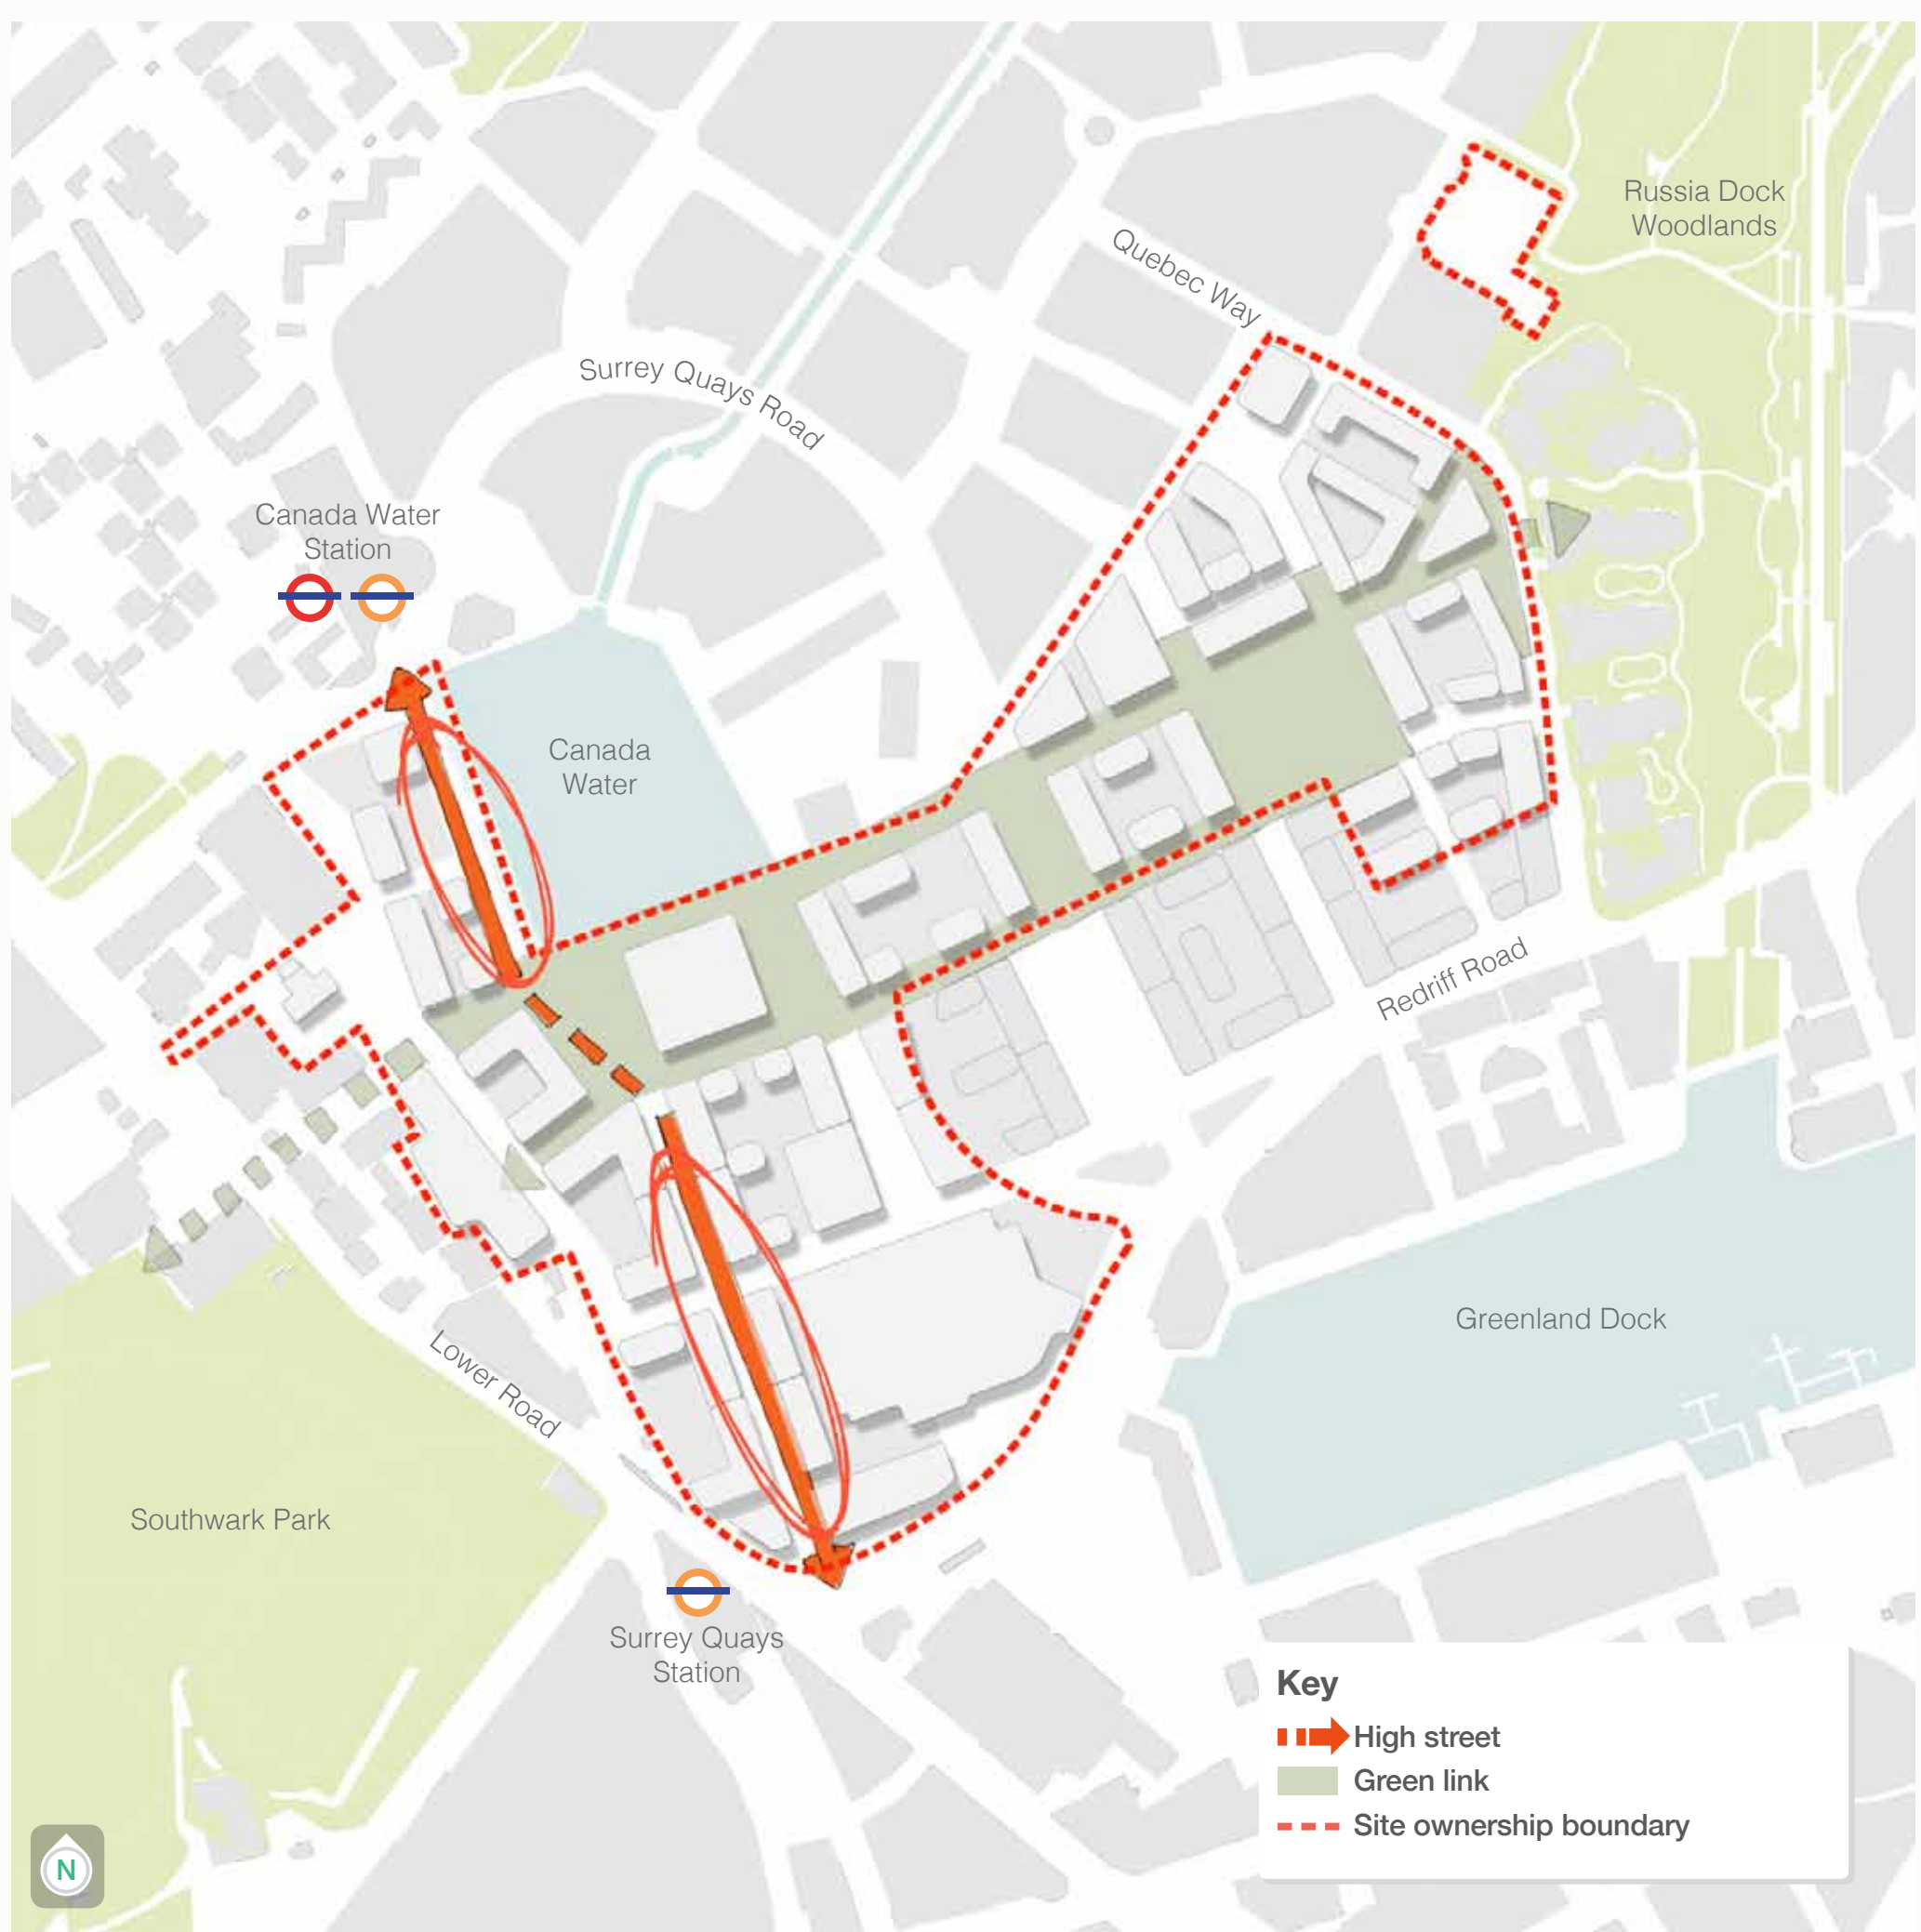 Russia Dock
Woodlands
Quebec Way
Surrey Quays Road
Canada Water
Station
Canada
Water
Redriff Road
Greenland Dock
Lower Road
Southwark Park
Surrey Quays
Station
Key
High street
Green link
Site ownership boundary
N